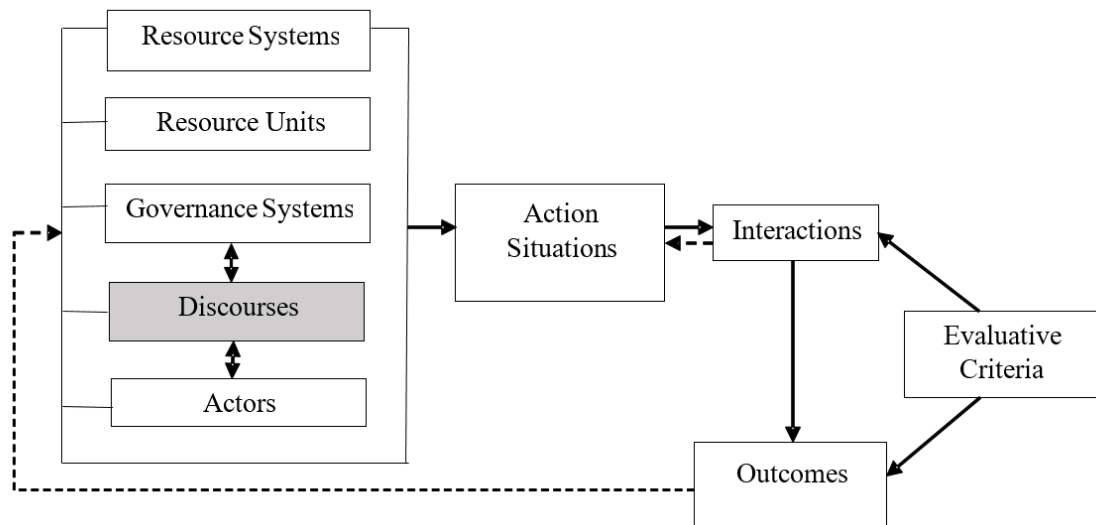 Resource Systems
Resource Units
Governance Systems
Discourses
Actors
Action
Situations
Interactions
Evaluative
Criteria
Outcomes